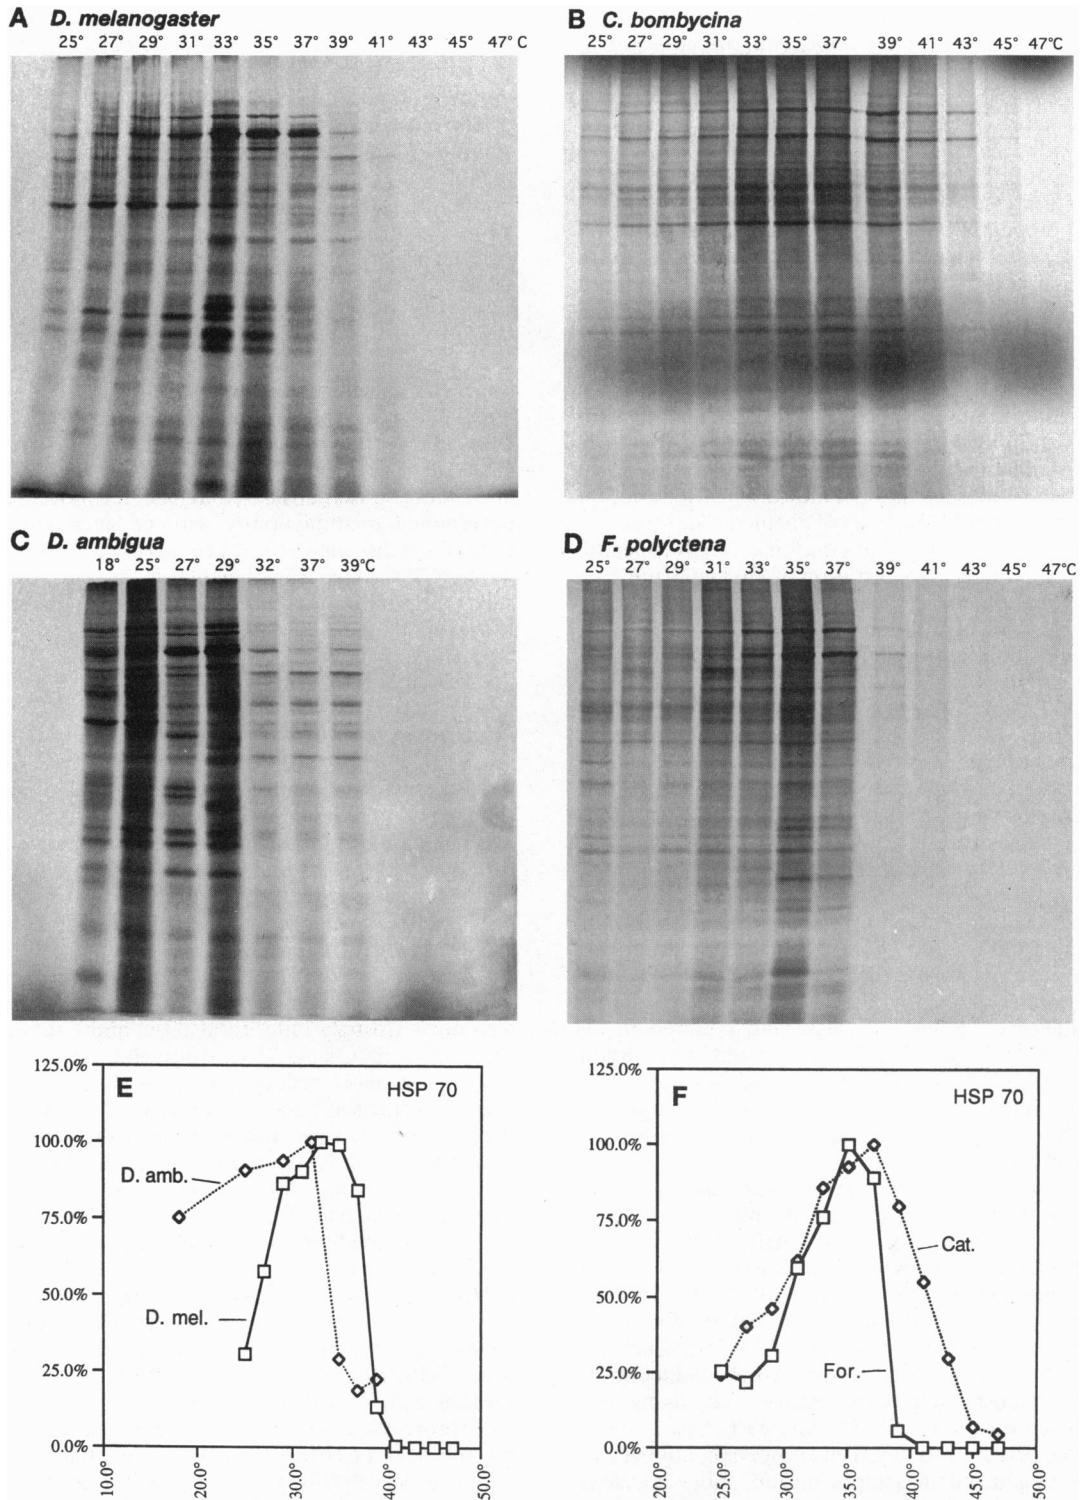 A D. melanogaster
25° 27° 29° 31° 33° 35° 37° 39° 41° 43° 45° 47° C
B C. bombycina
25° 27° 29° 31° 33° 35° 37° 39° 41° 43° 45° 47°C
C D. ambigua
18° 25° 27° 29° 32° 37° 39°C
D F. polyctena
25° 27° 29° 31° 33° 35° 37° 39° 41° 43° 45° 47°C
E
HSP 70
125.0%
100.0%
75.0%
50.0%
25.0%
0.0%
D. amb.
D. mel.
10.0°
20.0°
30.0°
40.0°
50.0°
F
HSP 70
125.0%
100.0%
75.0%
50.0%
25.0%
0.0%
Cat.
For.
20.0°
25.0°
30.0°
35.0°
40.0°
45.0°
50.0°